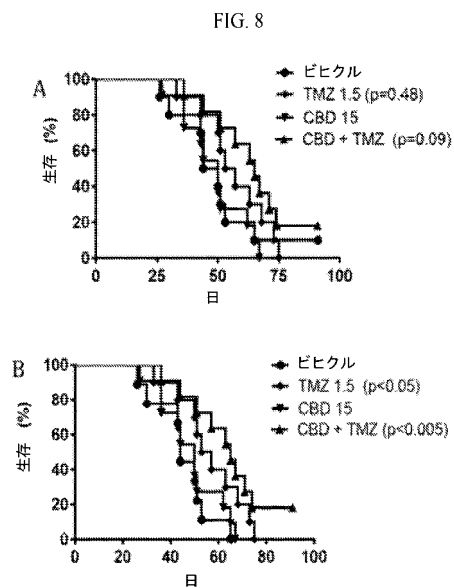 FIG. 8
A
ビヒクル
TMZ 1.5 (p=0.48)
CBD 15
CBD + TMZ (p=0.09)
生存 (%)
100
80
60
40
20
0
0 25 50 75 100
日
B
ビヒクル
TMZ 1.5 (p<0.05)
CBD 15
CBD + TMZ (p<0.005)
生存 (%)
100
80
60
40
20
0
0 20 40 60 80 100
日